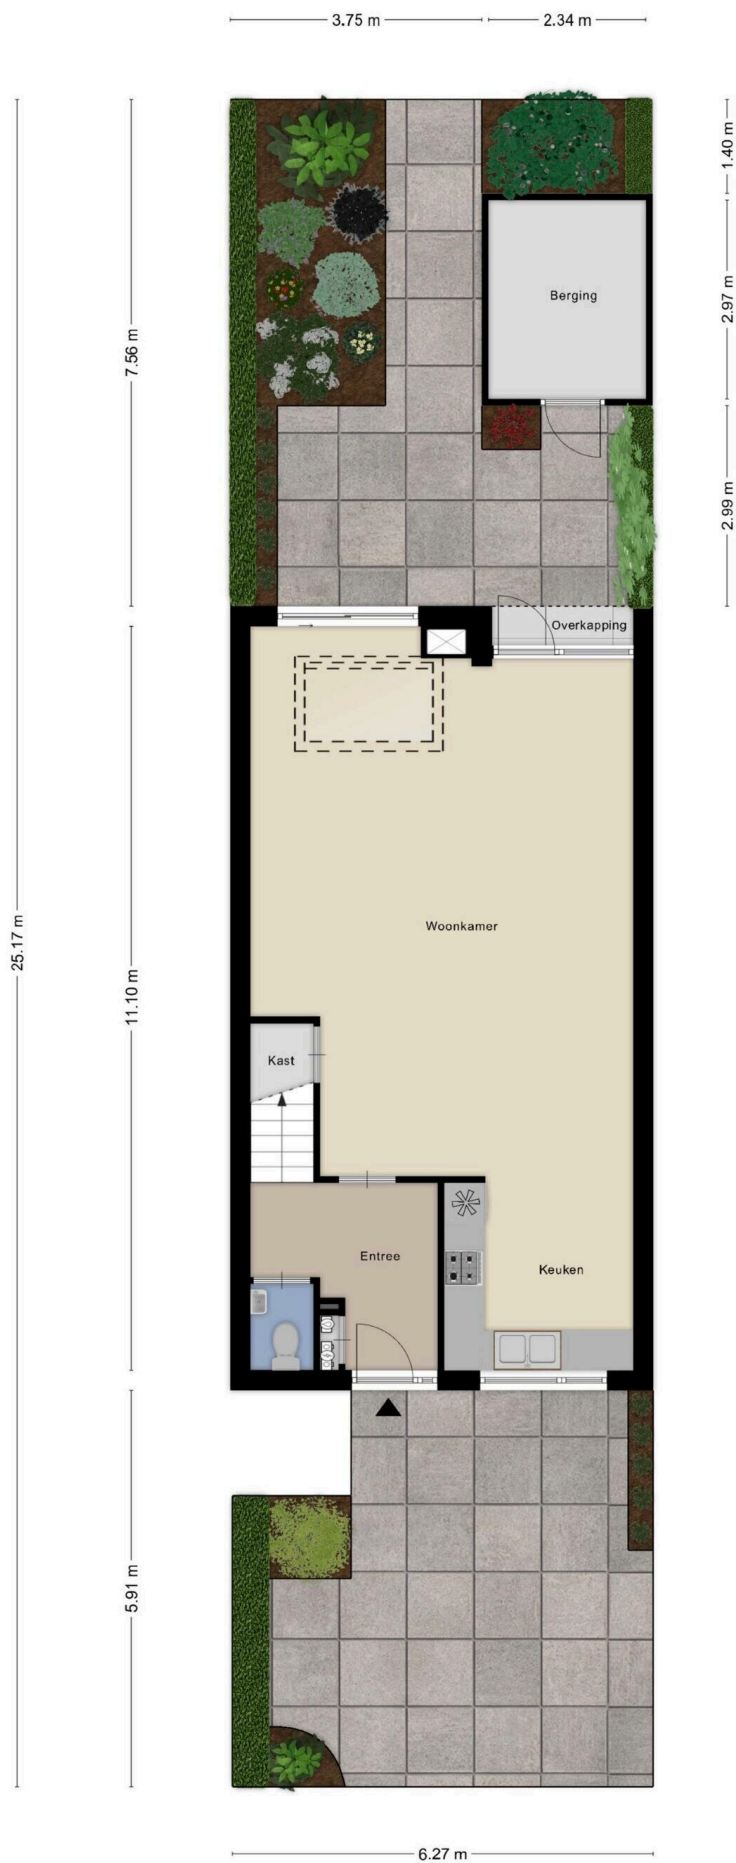 3.75 m
2.34 m
1.40 m
Berging
2.97 m
7.56 m
2.99 m
Overkapping
Woonkamer
25.17 m
11.10 m
Kast
Entree
Keuken
5.91 m
6.27 m